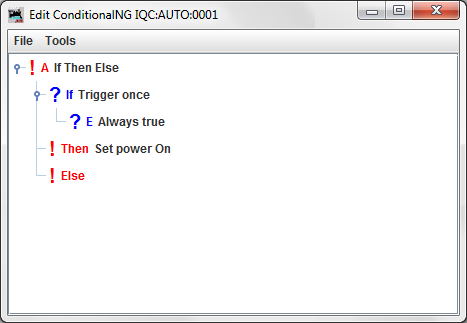 Edit ConditionalNG IQC:AUTO:0001
File Tools
! A If Then Else
? If Trigger once
? E Always true
! Then Set power On
! Else